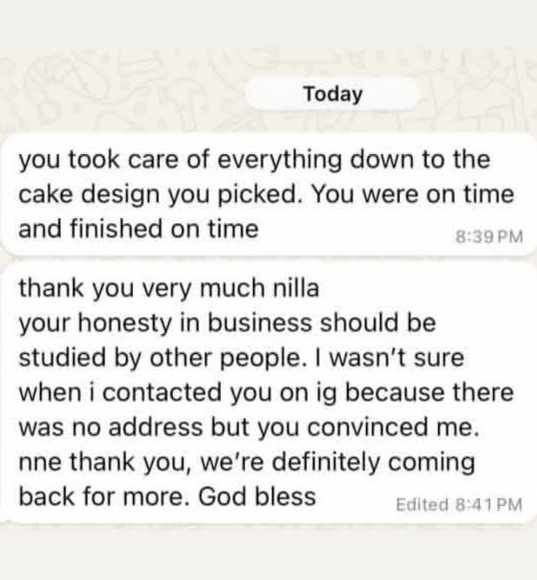 Today
you took care of everything down to the
cake design you picked. You were on time
and finished on time
8:39 PM
thank you very much nilla
your honesty in business should be
studied by other people. I wasn't sure
when i contacted you on ig because there
was no address but you convinced me.
nne thank you, we're definitely coming
back for more. God bless
Edited 8:41 PM